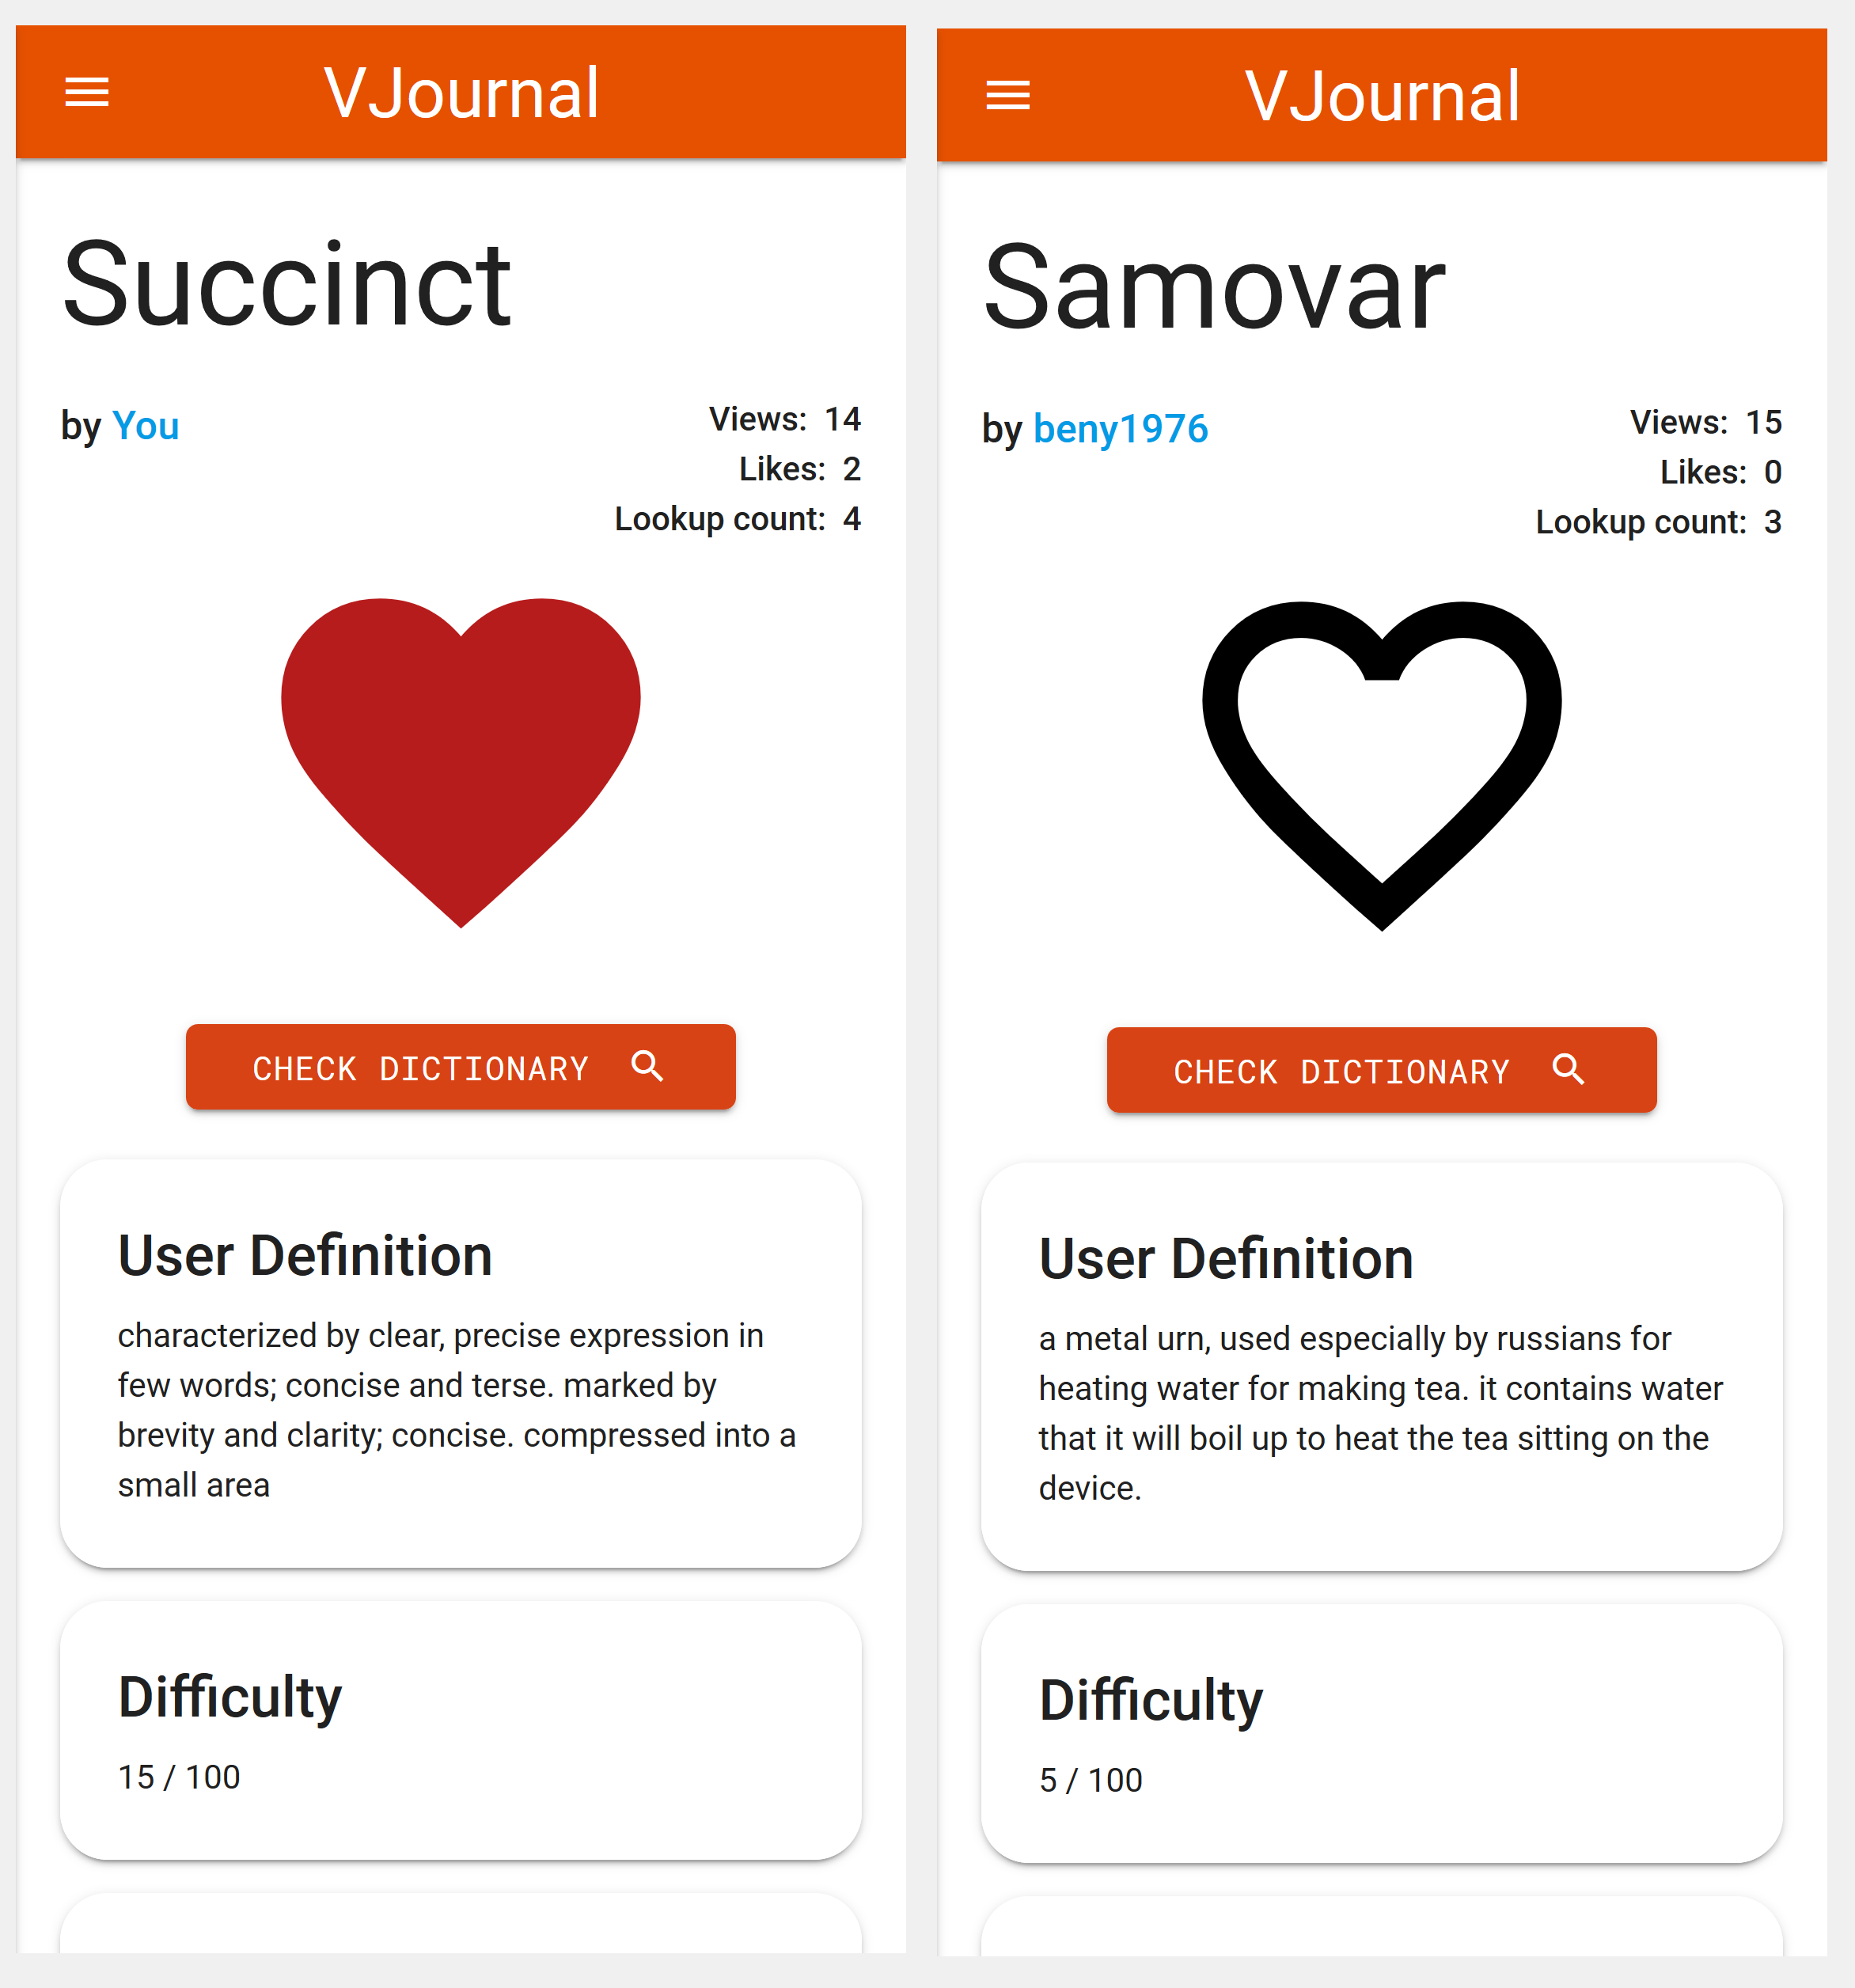 VJournal
Succinct
by You
Views: 14
Likes: 2
Lookup count: 4
CHECK DICTIONARY
User Definition
characterized by clear, precise expression in
few words; concise and terse. marked by
brevity and clarity; concise. compressed into a
small area
Difficulty
15 / 100
VJournal
Samovar
by beny1976
Views: 15
Likes: 0
Lookup count: 3
CHECK DICTIONARY
User Definition
a metal urn, used especially by russians for
heating water for making tea. it contains water
that it will boil up to heat the tea sitting on the
device.
Difficulty
5 / 100